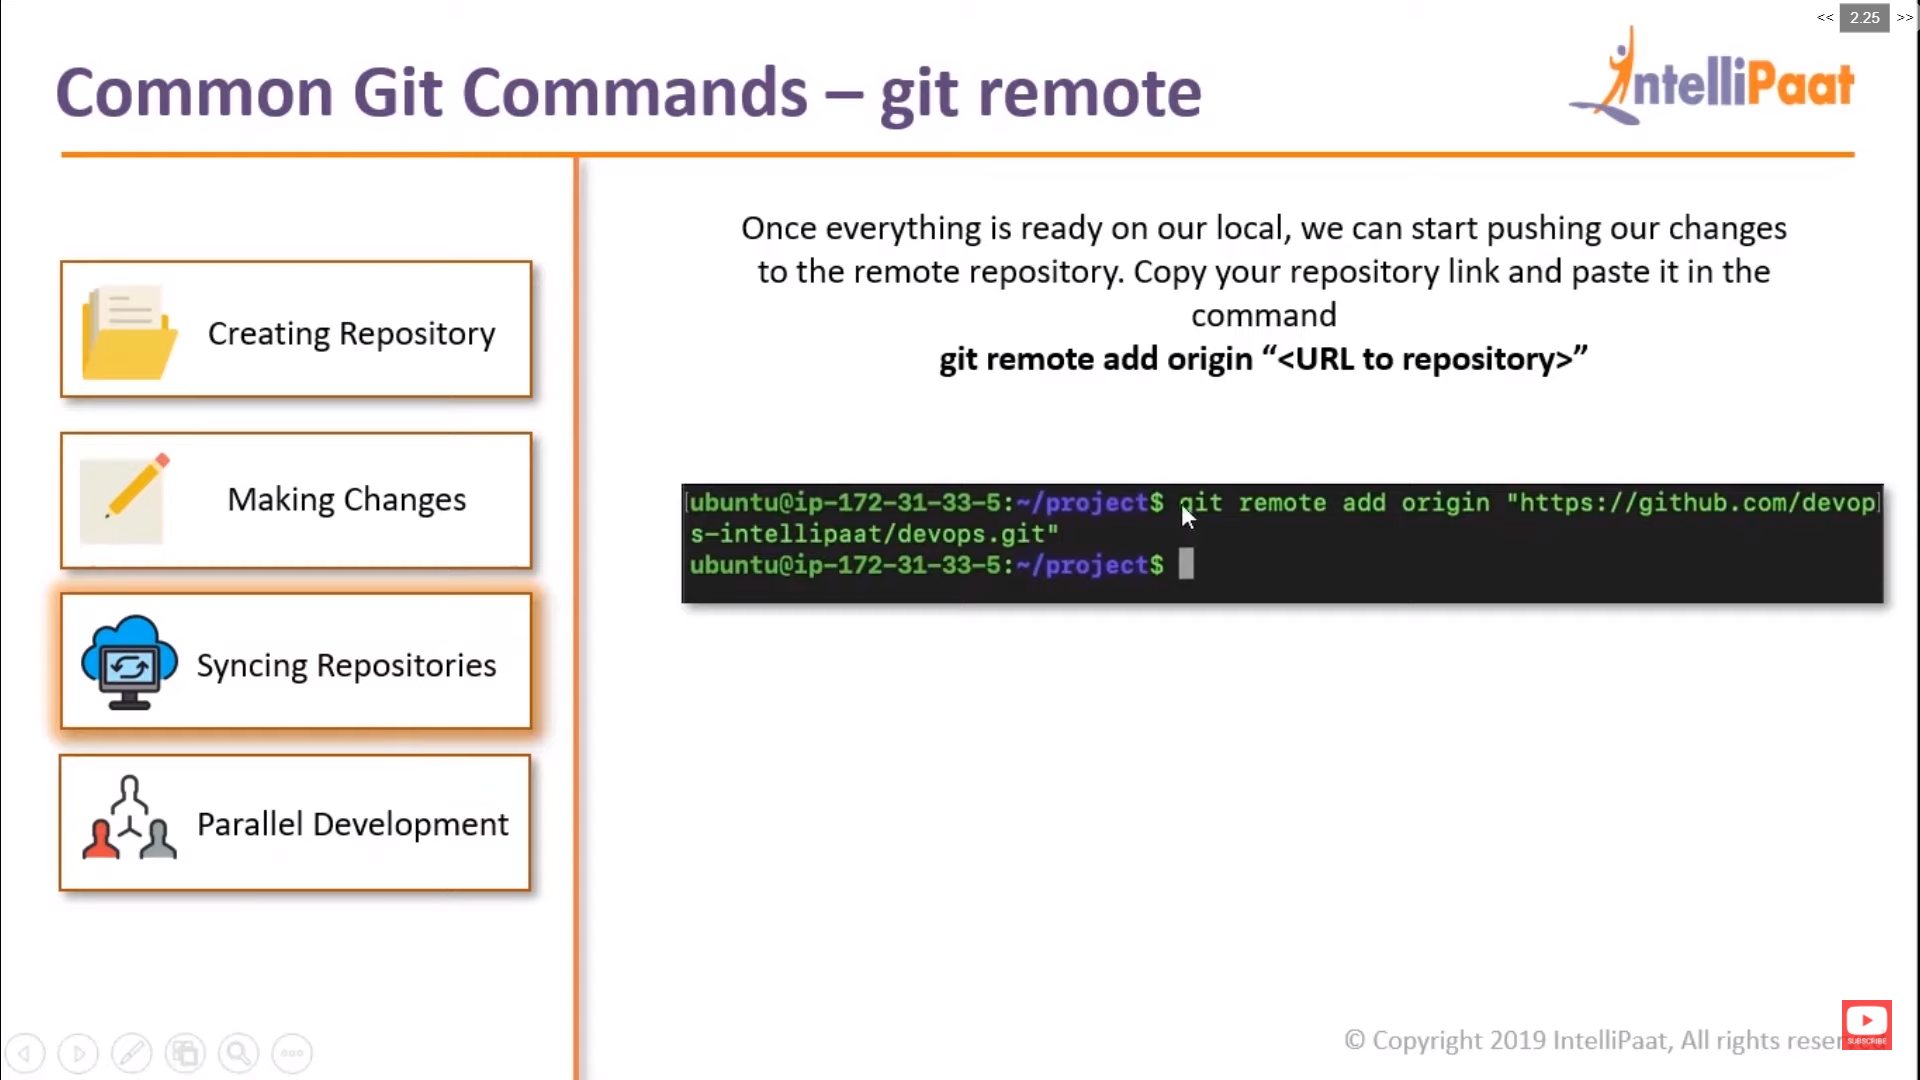 << 2.25 >>
Common Git Commands – git remote
IntelliPaat
Creating Repository
Making Changes
Syncing Repositories
Parallel Development
Once everything is ready on our local, we can start pushing our changes
to the remote repository. Copy your repository link and paste it in the
command
git remote add origin “<URL to repository>”
[ubuntu@ip-172-31-33-5:~/project$ git remote add origin "https://github.com/devop]
s-intellipaat/devops.git"
ubuntu@ip-172-31-33-5:~/project$
© Copyright 2019 IntelliPaat, All rights reser
SUBSCRIBE